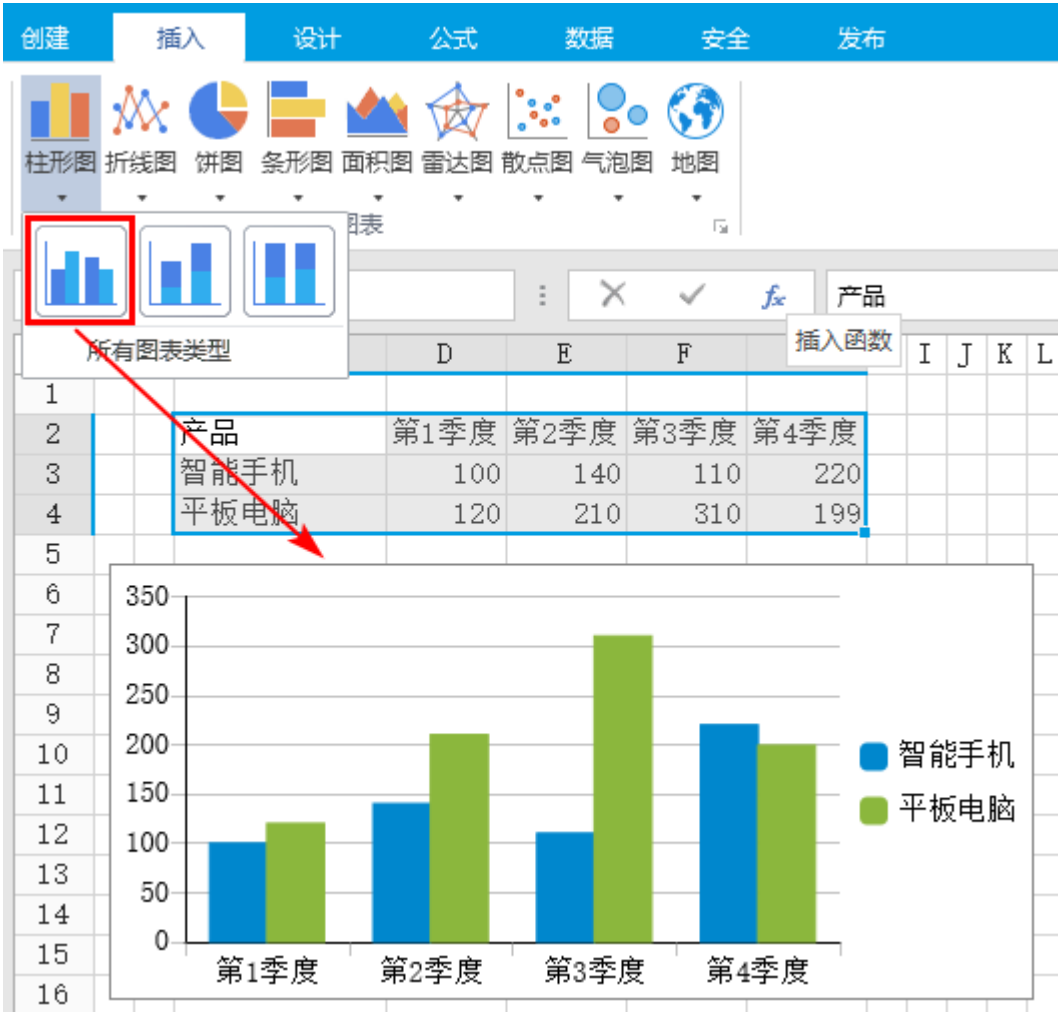 创建 插入 设计 公式 数据 安全 发布
柱形图 折线图 饼图 条形图 面积图 雷达图 散点图 气泡图 地图
图表
fx 产品
所有图表类型
插入函数
D E F I J K L
1
2 产品 第1季度 第2季度 第3季度 第4季度
3 智能手机 100 140 110 220
4 平板电脑 120 210 310 199
5
6
7
8
9
10
11
12
13
14
15
16
350
300
250
200
150
100
50
0
第1季度 第2季度 第3季度 第4季度
智能手机
平板电脑